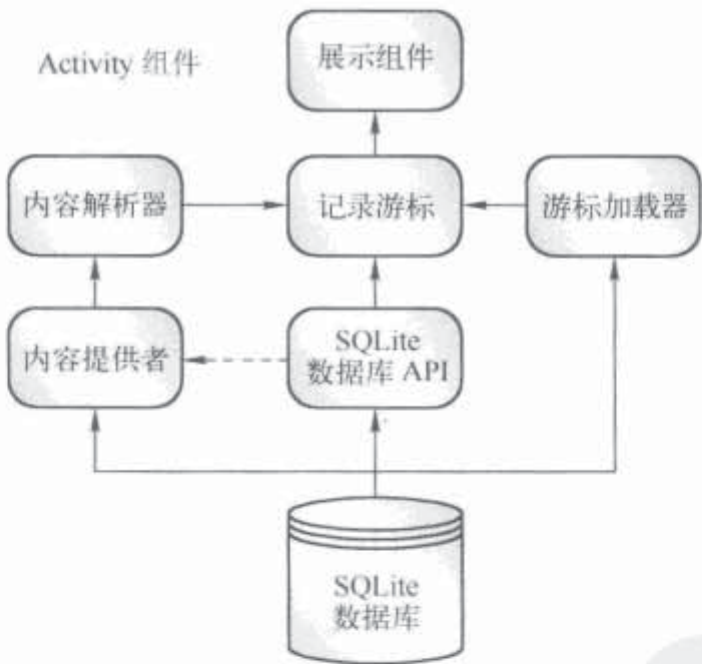 Activity 组件
展示组件
内容解析器
记录游标
游标加载器
内容提供者
SQLite
数据库 API
SQLite
数据库